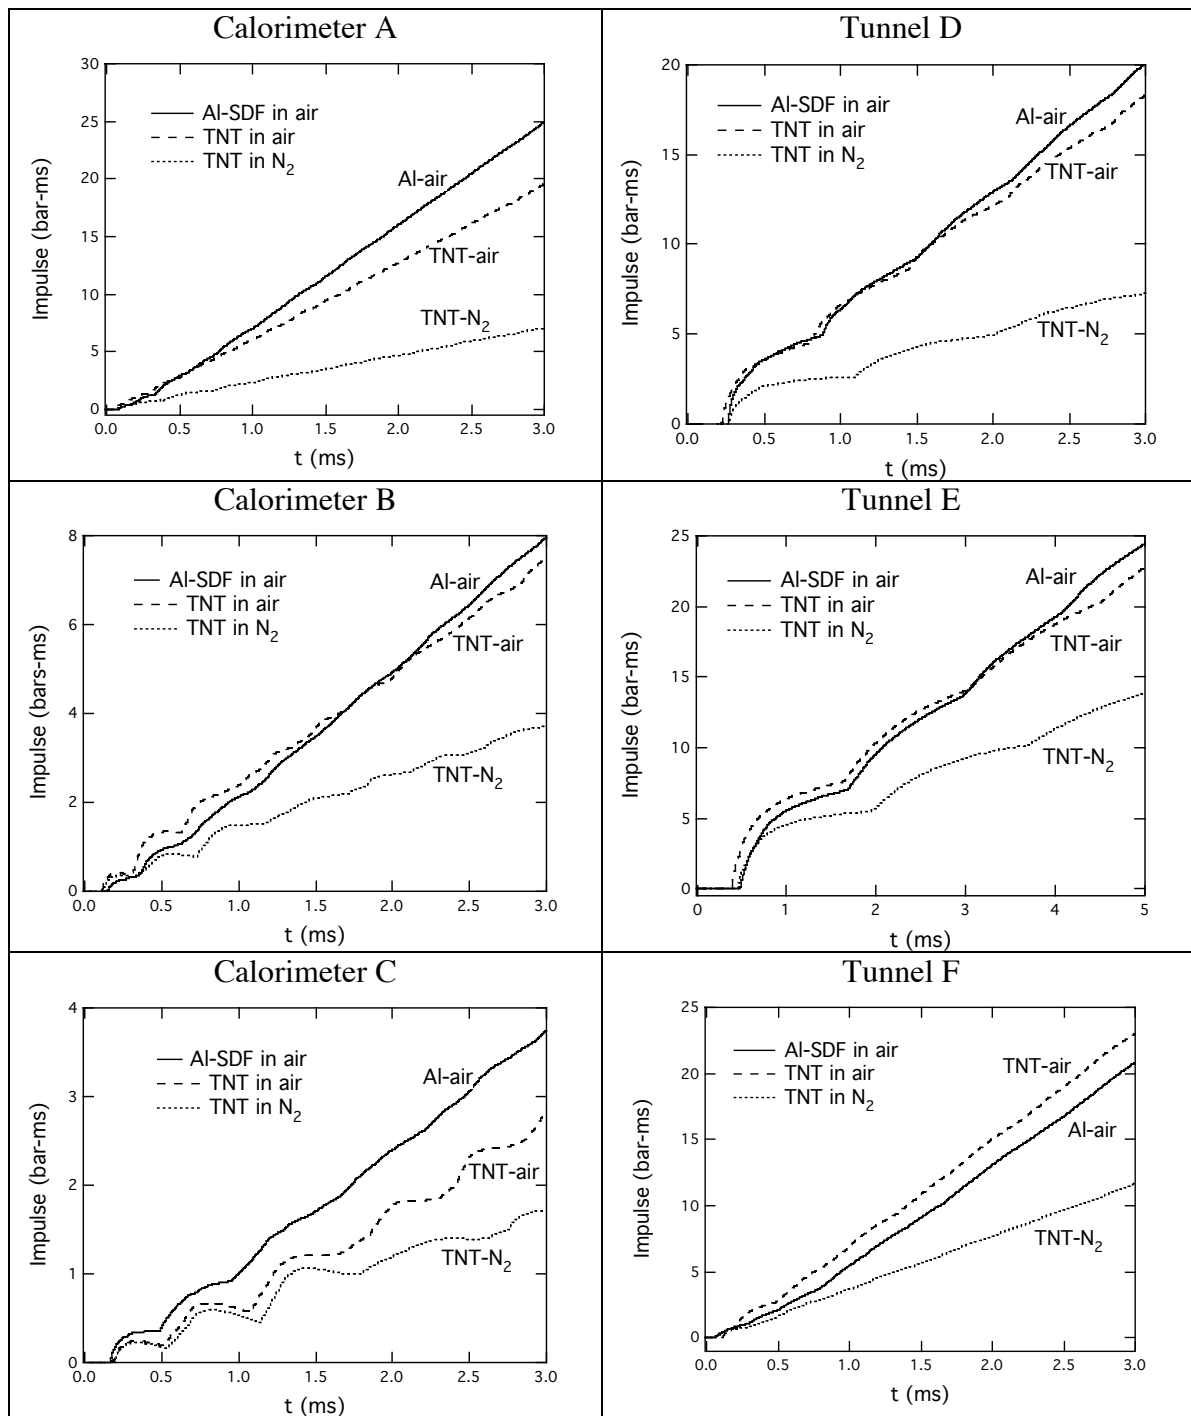 Calorimeter A
30
25
20
15
10
5
0
Impulse (bar-ms)
Al-SDF in air
TNT in air
TNT in N2
Al-air
TNT-air
TNT-N2
0.0 0.5 1.0 1.5 2.0 2.5 3.0
t (ms)
Tunnel D
20
15
10
5
0
Impulse (bar-ms)
Al-SDF in air
TNT in air
TNT in N2
Al-air
TNT-air
TNT-N2
0.0 0.5 1.0 1.5 2.0 2.5 3.0
t (ms)
Calorimeter B
8
6
4
2
0
Impulse (bars-ms)
Al-SDF in air
TNT in air
TNT in N2
Al-air
TNT-air
TNT-N2
0.0 0.5 1.0 1.5 2.0 2.5 3.0
t (ms)
Tunnel E
25
20
15
10
5
0
Impulse (bar-ms)
Al-SDF in air
TNT in air
TNT in N2
Al-air
TNT-air
TNT-N2
0 1 2 3 4 5
t (ms)
Calorimeter C
4
3
2
1
0
Impulse (bar-ms)
Al-SDF in air
TNT in air
TNT in N2
Al-air
TNT-air
TNT-N2
0.0 0.5 1.0 1.5 2.0 2.5 3.0
t (ms)
Tunnel F
25
20
15
10
5
0
Impulse (bar-ms)
Al-SDF in air
TNT in air
TNT in N2
TNT-air
Al-air
TNT-N2
0.0 0.5 1.0 1.5 2.0 2.5 3.0
t (ms)